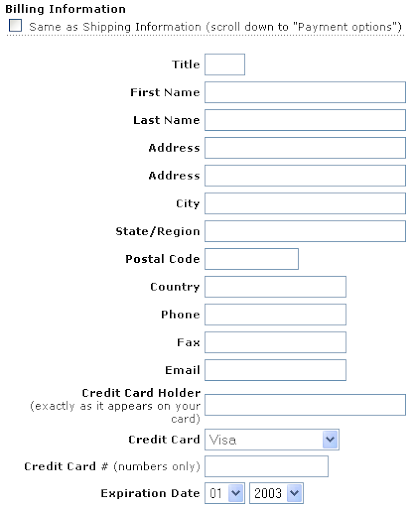 Billing Information
Same as Shipping Information (scroll down to "Payment options")
Title
First Name
Last Name
Address
Address
City
State/Region
Postal Code
Country
Phone
Fax
Email
Credit Card Holder
(exactly as it appears on your
card)
Credit Card Visa
Credit Card # (numbers only)
Expiration Date 01 2003